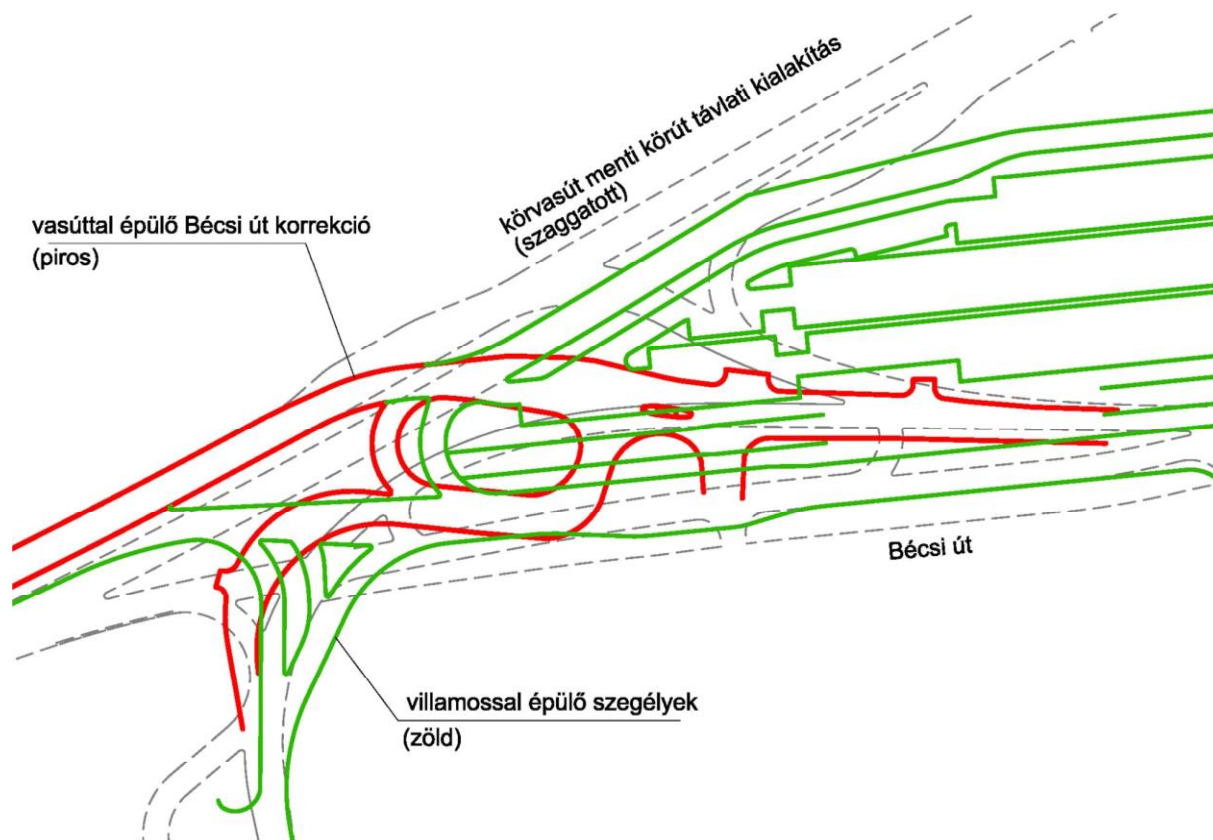 körvasút menti körút távlati kialakítás
(szaggatott)
vasúttal épülő Bécsi út korrekció
(piros)
Bécsi út
villamossal épülő szegélyek
(zöld)